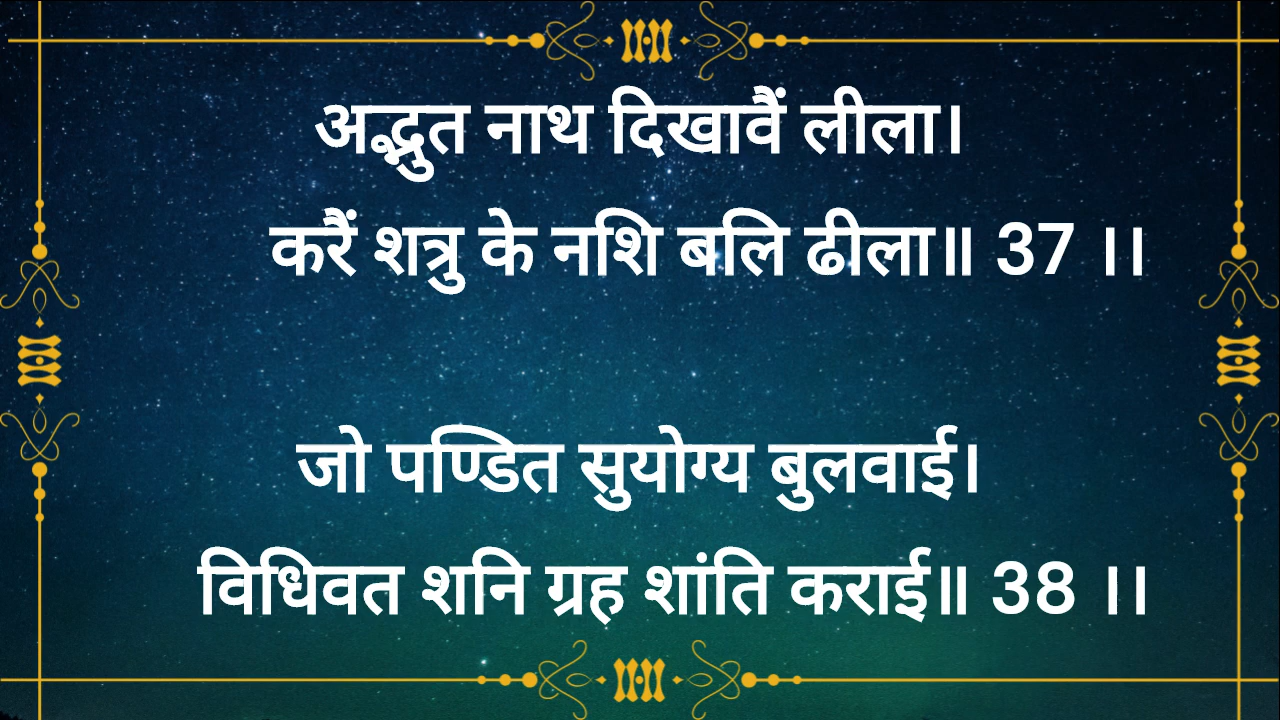 अद्भुत नाथ दिखावैं लीला।
करैं शत्रु के नशि बलि ढीला॥ 37 ।।
जो पण्डित सुयोग्य बुलवाई।
विधिवत शनि ग्रह शांति कराई॥ 38 ।।